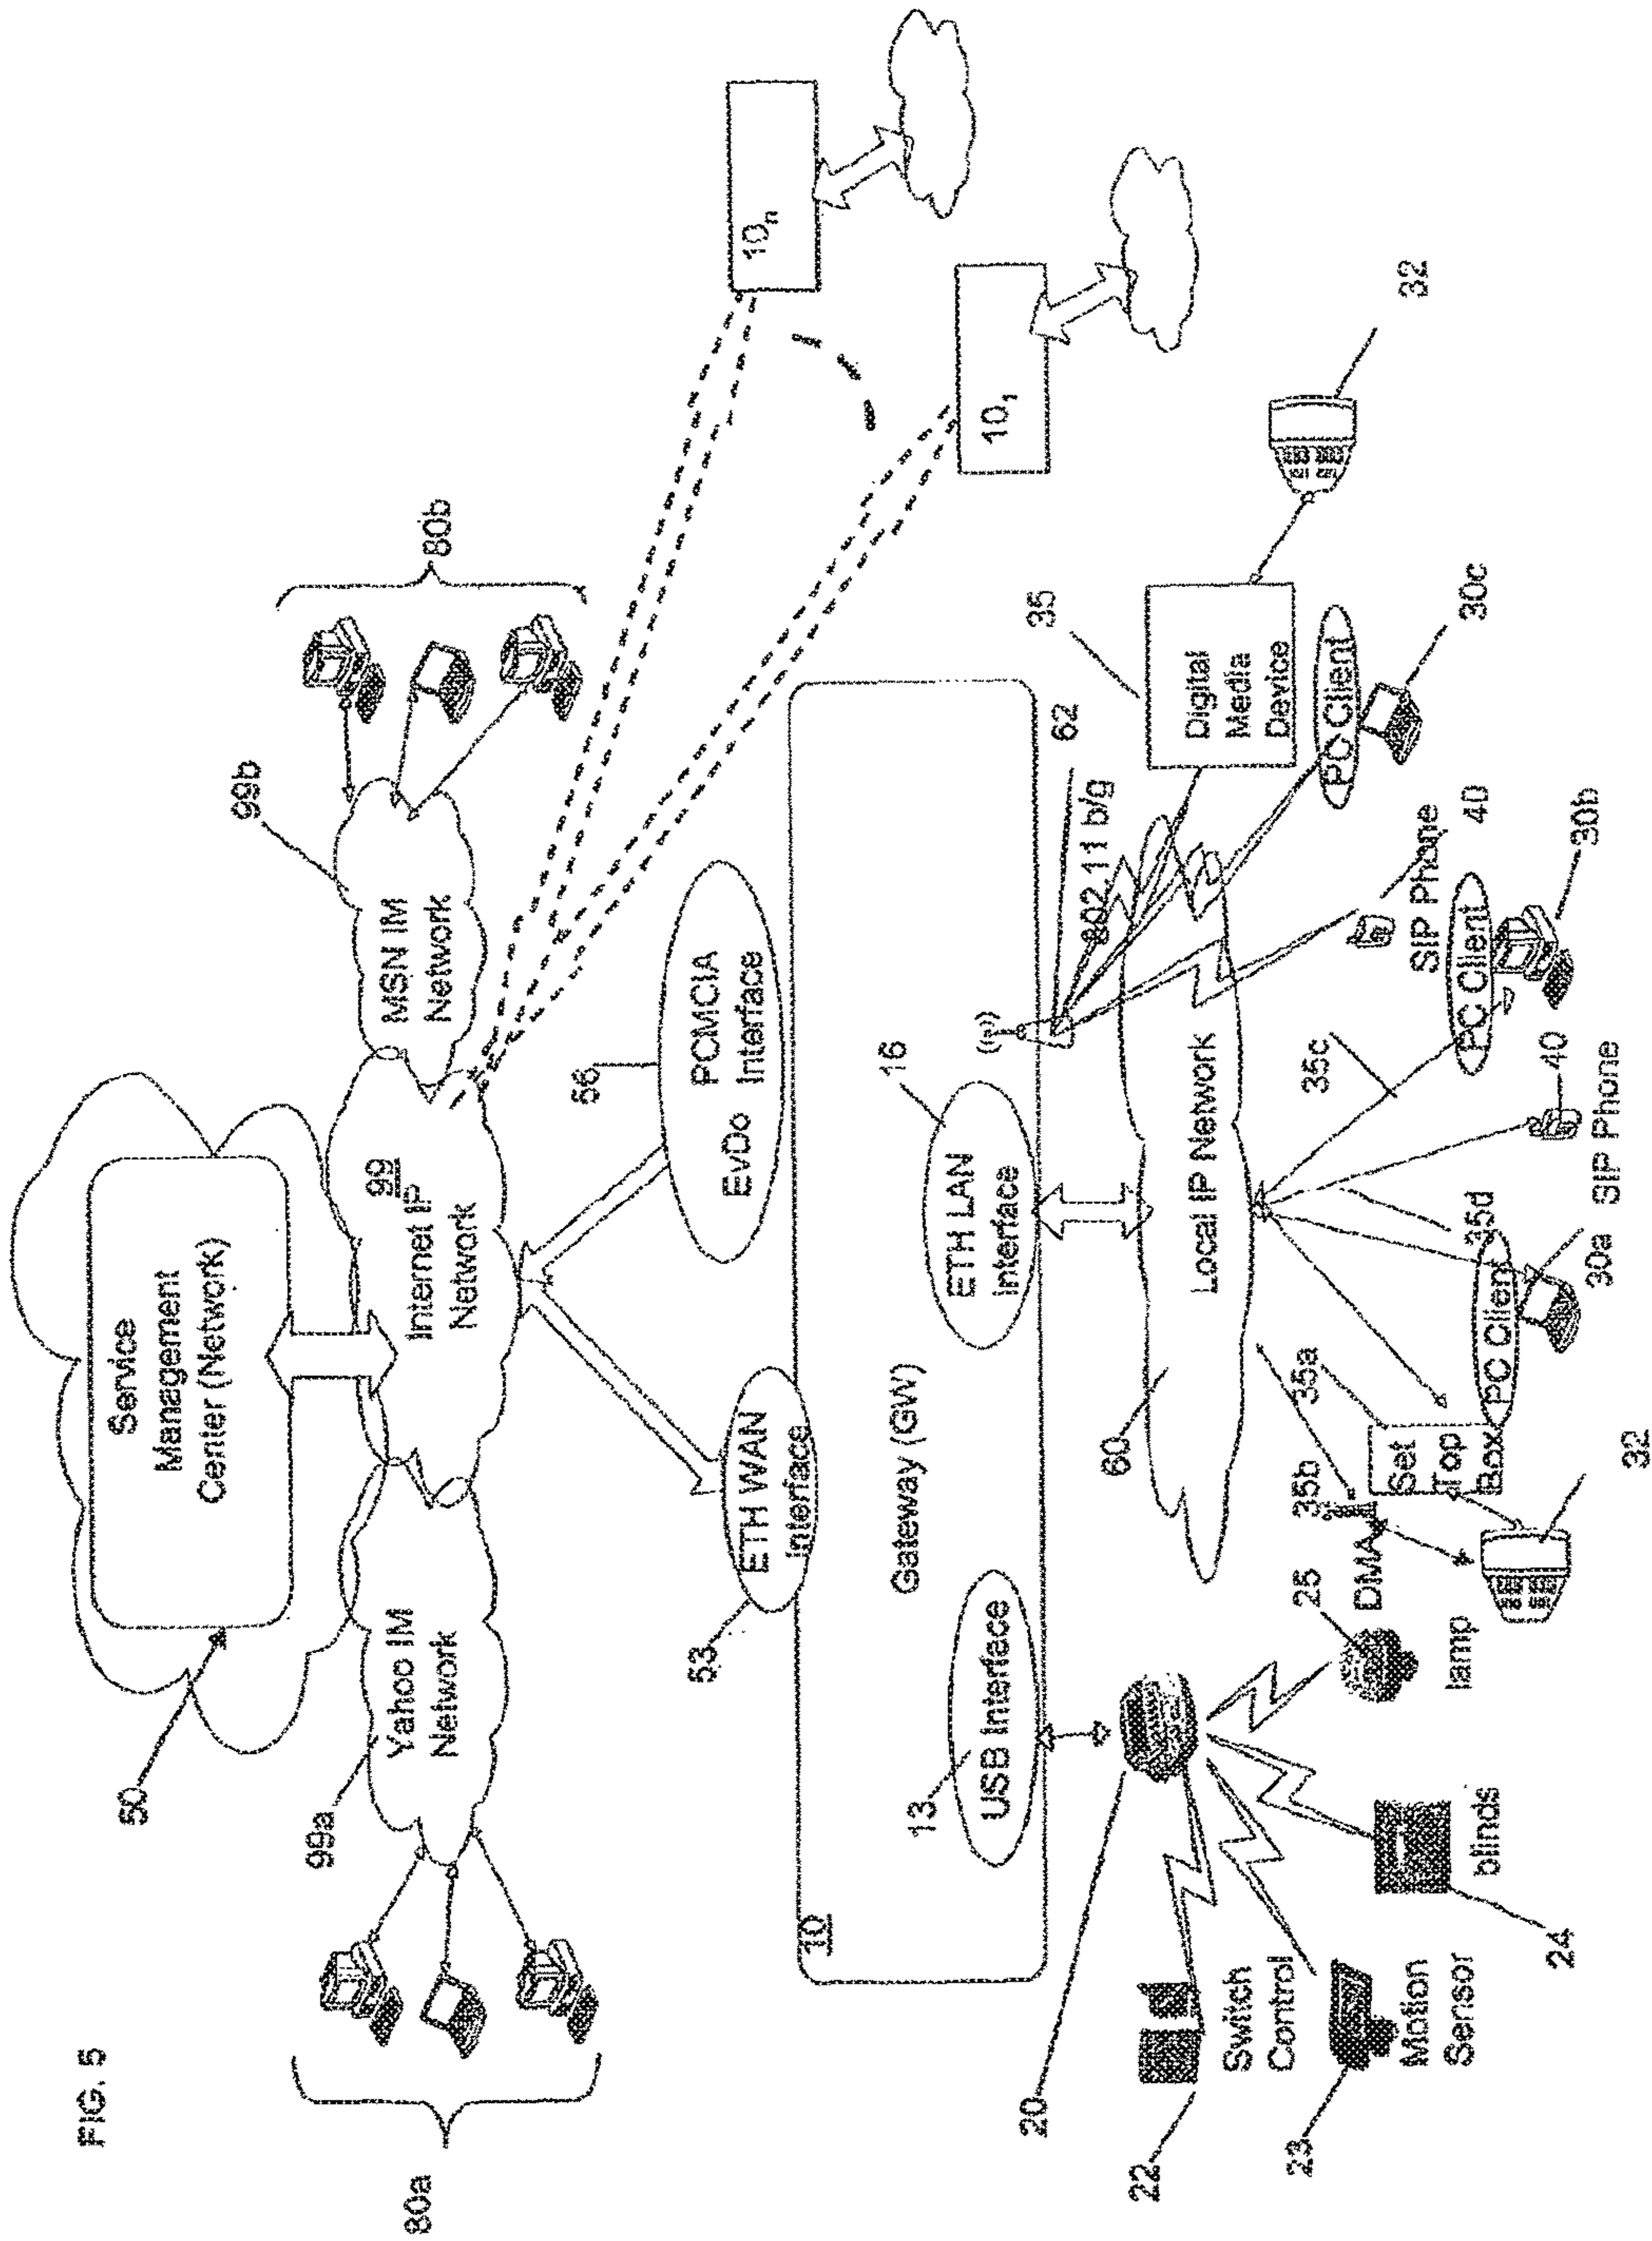 FIG. 5
50
Service
Management
Center (Network)
80a
99a
Yahoo IM
Network
99
Internet IP
Network
MSN IM
Network
99b
80b
53
ETH WAN
Interface
56
PCMCIA
EvDo Interface
10
Gateway (GW)
13
USB Interface
16
ETH LAN
Interface
62
802.11 b/g
10n
101
60
Local IP Network
20
22
Switch
Control
23
Motion
Sensor
24
blinds
25
lamp
DMA
35b
35a
Set
Top
Box
32
35d
PC Client
30a
SIP Phone
40
35c
PC Client
30b
SIP Phone
40
35
Digital
Media
Device
PC Client
30c
32